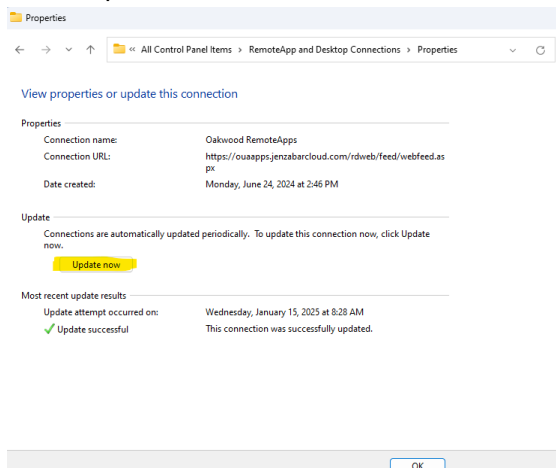 Properties
« All Control Panel Items > RemoteApp and Desktop Connections > Properties
View properties or update this connection
Properties
Connection name: Oakwood RemoteApps
Connection URL: https://ouaapps.jenzabarcloud.com/rdweb/feed/webfeed.as
px
Date created: Monday, June 24, 2024 at 2:46 PM
Update
Connections are automatically updated periodically. To update this connection now, click Update
now.
Update now
Most recent update results
Update attempt occurred on: Wednesday, January 15, 2025 at 8:28 AM
Update successful This connection was successfully updated.
OK